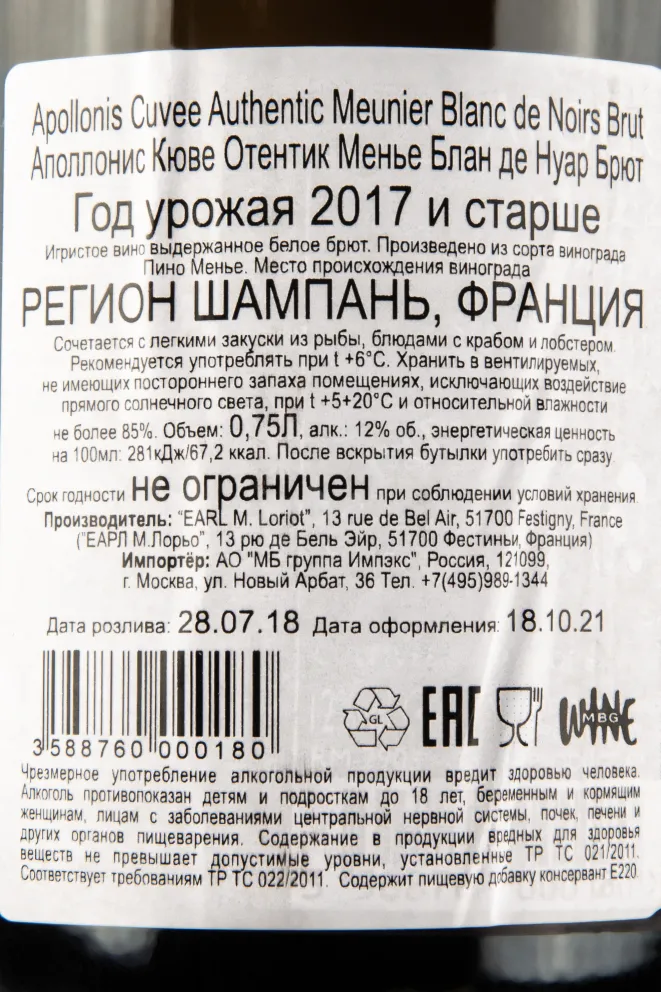 Apollonis Cuvee Authentic Meunier Blanc de Noirs Brut
Аполлонис Кюве Отентик Менье Блан де Нуар Брют
Год урожая 2017 и старше
Игристое вино выдержанное белое брют. Произведено из сорта винограда
Пино Менье. Место происхождения винограда
РЕГИОН ШАМПАНЬ, ФРАНЦИЯ
Сочетается с легкими закуски из рыбы, блюдами с крабом и лобстером.
Рекомендуется употреблять при t +6°C. Хранить в вентилируемых,
не имеющих постороннего запаха помещениях, исключающих воздействие
прямого солнечного света, при t +5+20°C и относительной влажности
не более 85%. Объем: 0,75Л, алк.: 12% об., энергетическая ценность
на 100мл: 281кДж/67,2 ккал. После вскрытия бутылки употребить сразу.
Срок годности не ограничен при соблюдении условий хранения.
Производитель: "EARL M. Loriot", 13 rue de Bel Air, 51700 Festigny, France
("ЕАРЛ М.Лорьо", 13 рю де Бель Эйр, 51700 Фестиньи, Франция)
Импортёр: АО "МБ группа Импэкс", Россия, 121099,
г. Москва, ул. Новый Арбат, 36 Тел. +7(495)989-1344
Дата розлива: 28.07.18 Дата оформления: 18.10.21
3 588760 000180
GL EAC WINE MBG
Чрезмерное употребление алкогольной продукции вредит здоровью человека.
Алкоголь противопоказан детям и подросткам до 18 лет, беременным и кормящим
женщинам, лицам с заболеваниями центральной нервной системы, почек, печени и
других органов пищеварения. Содержание в продукции вредных для здоровья
веществ не превышает допустимые уровни, установленные ТР ТС 021/2011.
Соответствует требованиям ТР ТС 022/2011. Содержит пищевую добавку консервант Е220.